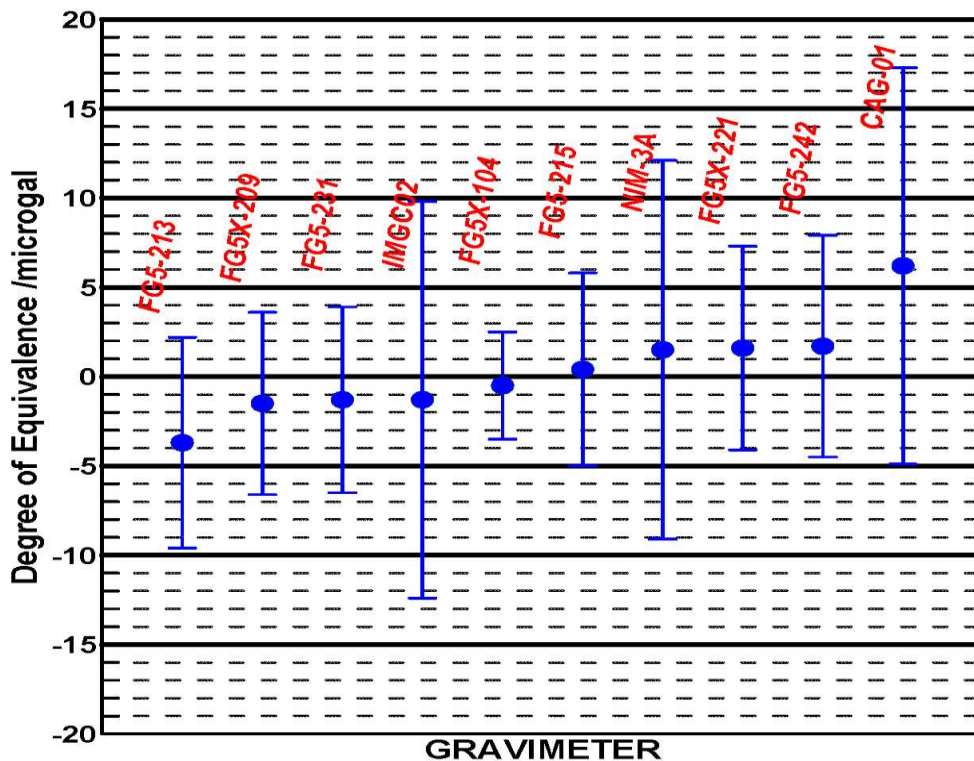 Degree of Equivalence /microgal
20
15
10
5
0
-5
-10
-15
-20
FG5-213
FG5X-209
FG5-231
IMGC02
FG5X-104
FG5-215
NIM-3A
FG5X-221
FG5-242
CAG-01
GRAVIMETER